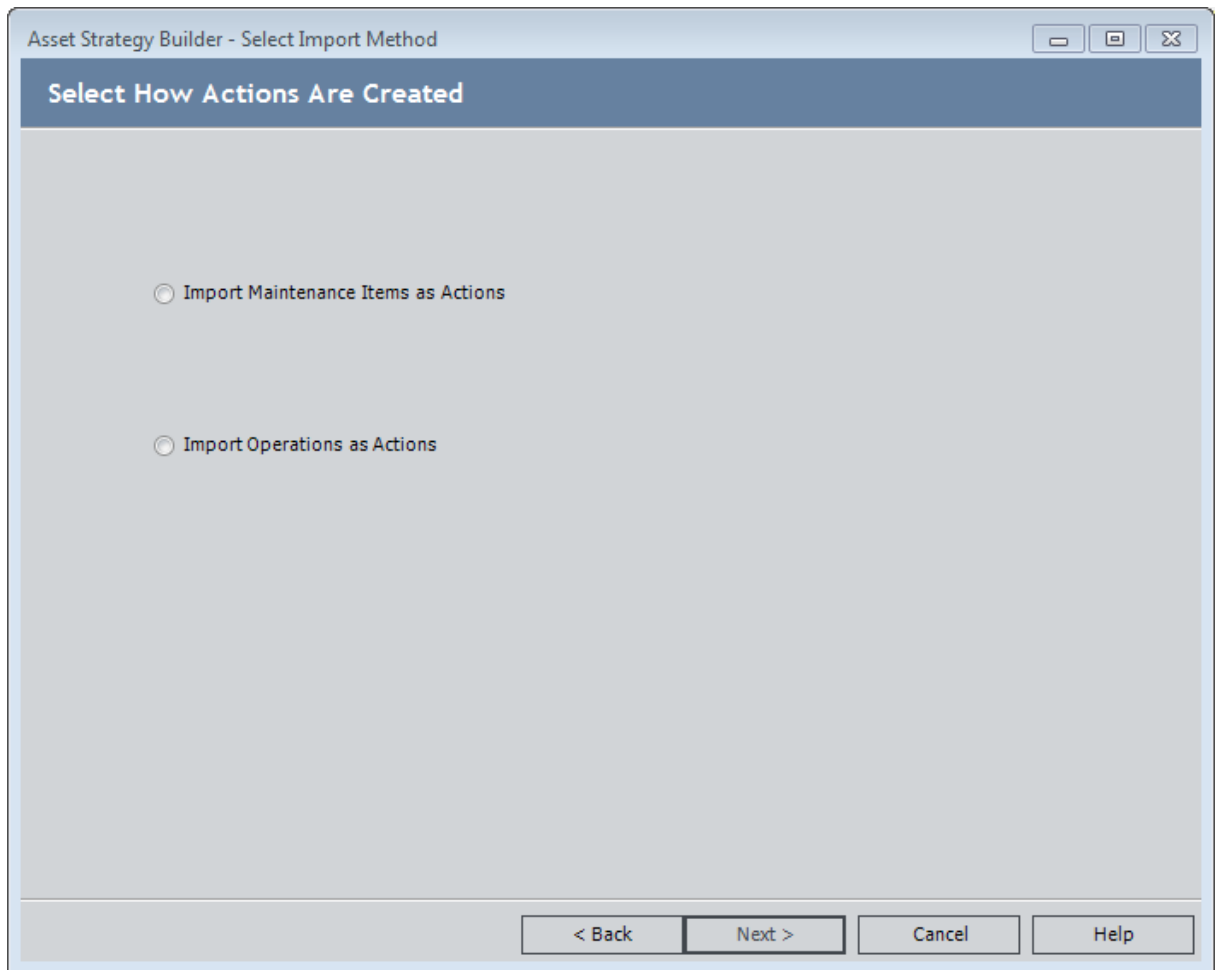 Asset Strategy Builder - Select Import Method
Select How Actions Are Created
Import Maintenance Items as Actions
Import Operations as Actions
< Back Next > Cancel Help